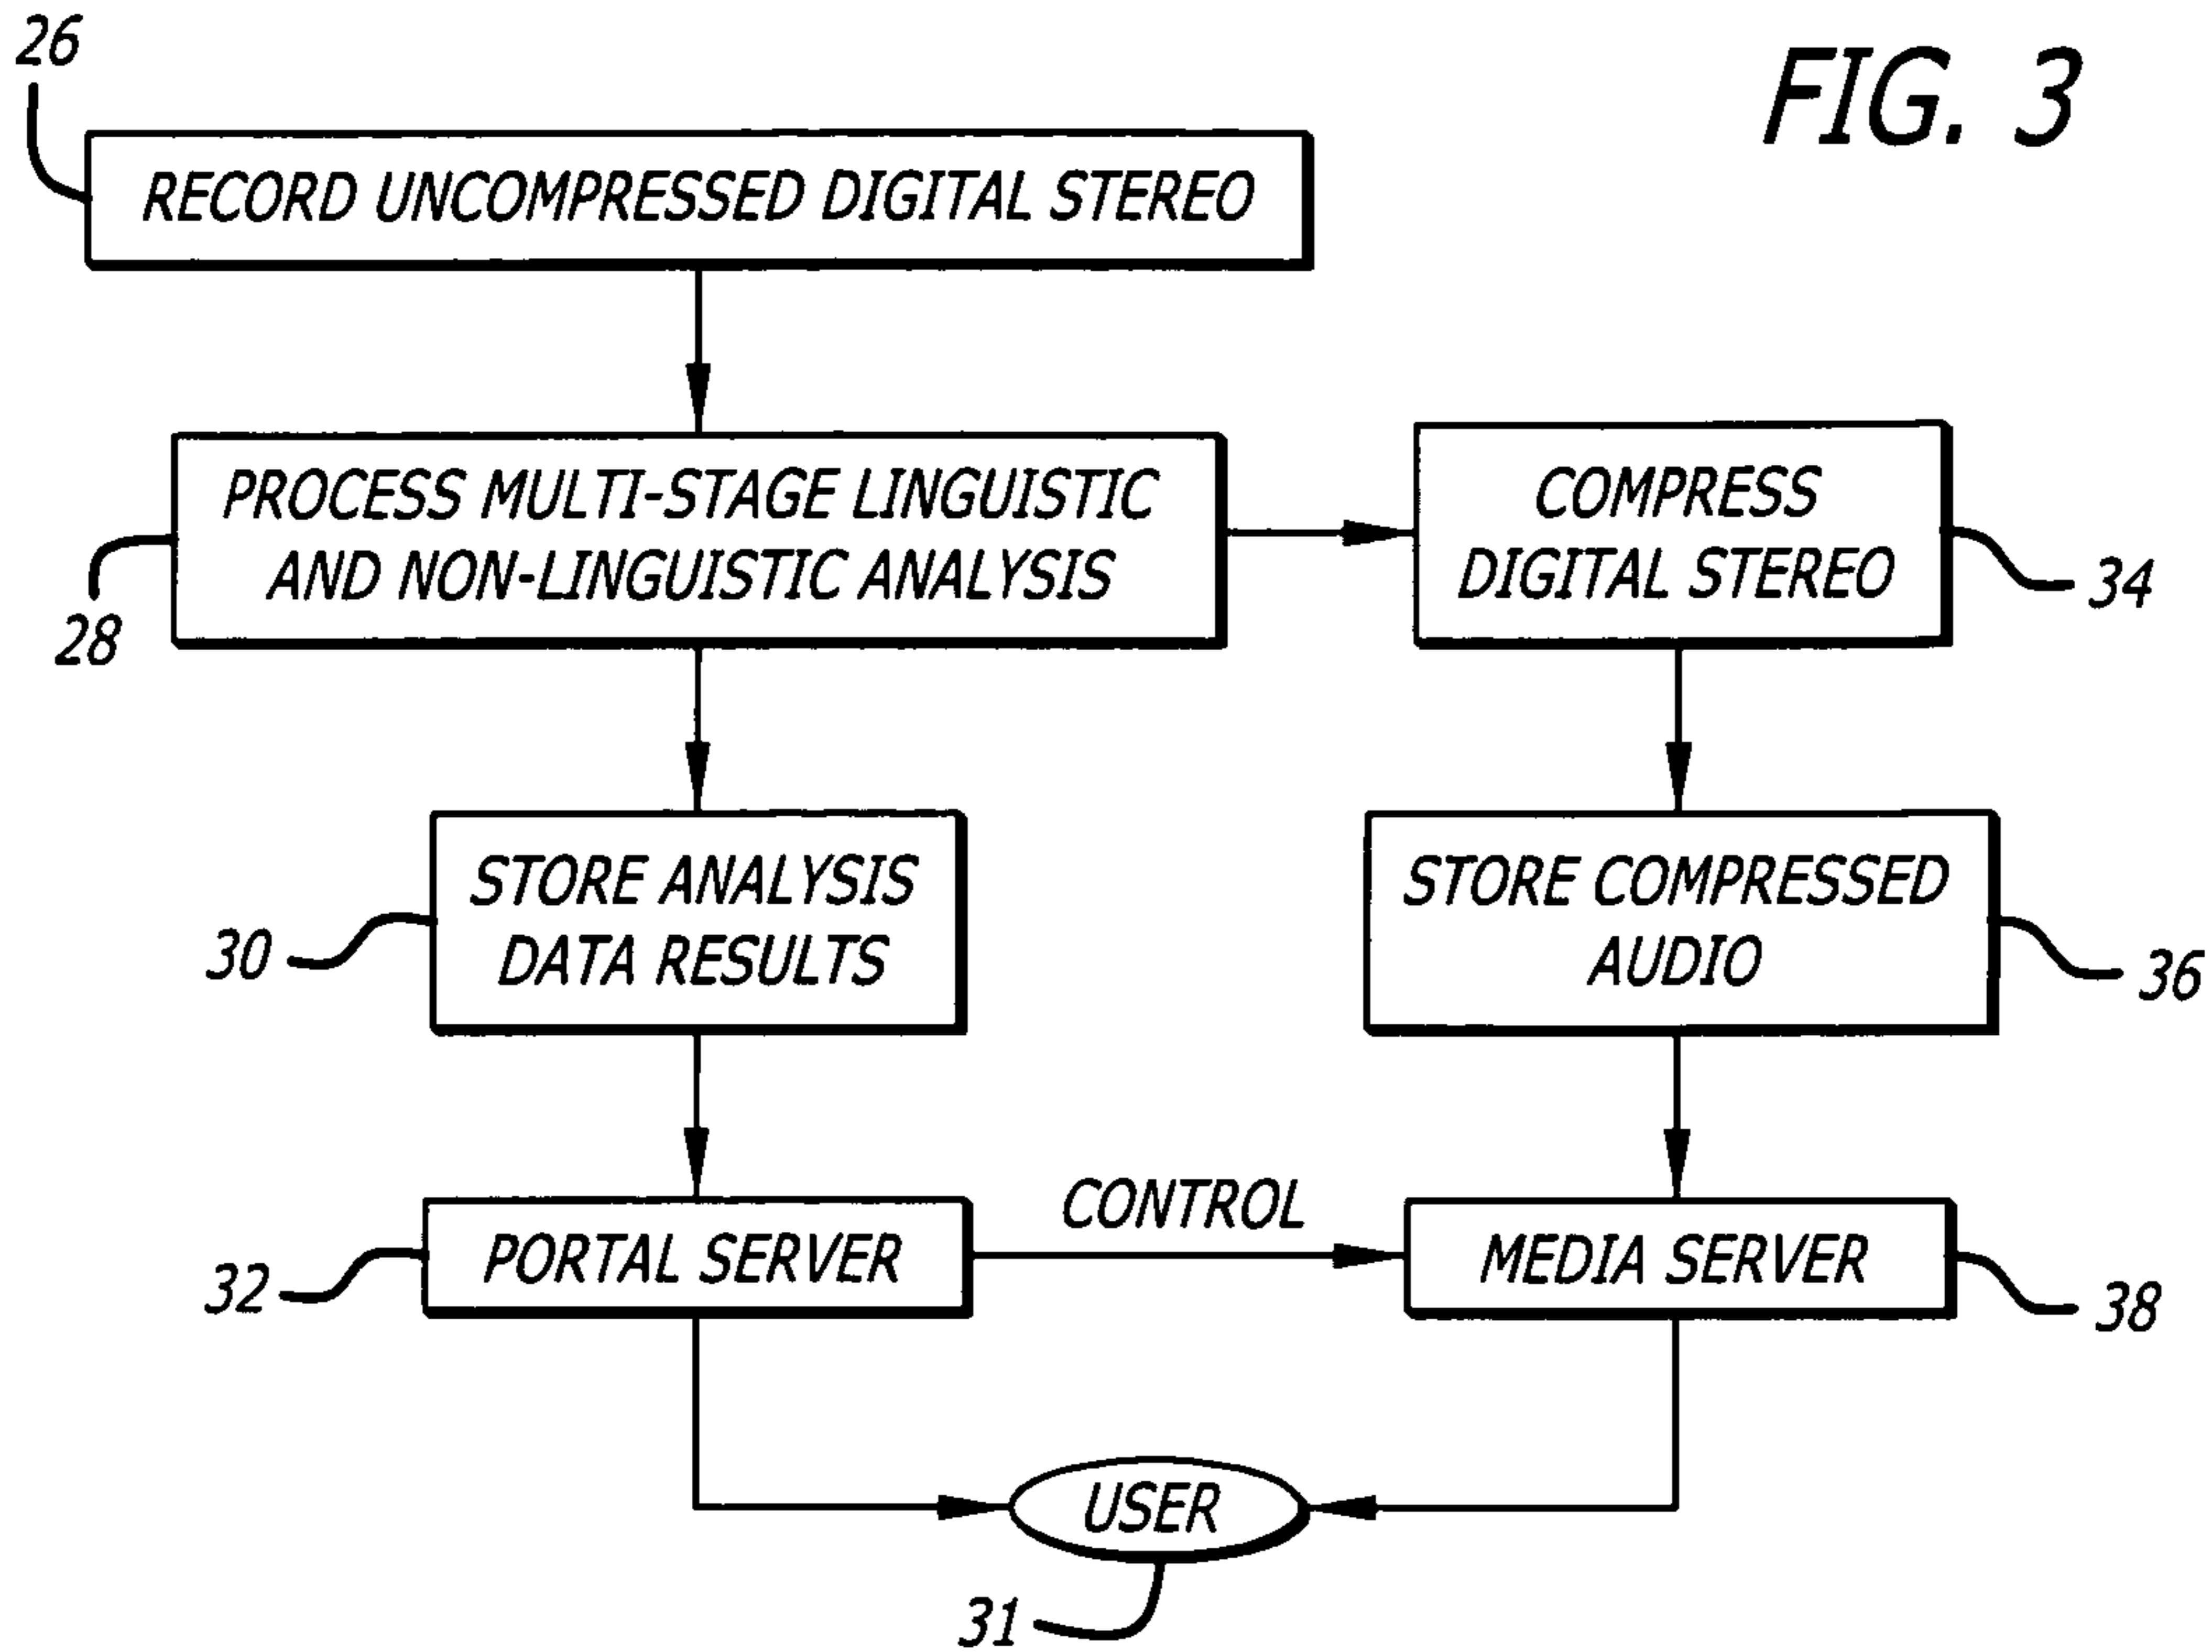 26
FIG. 3
RECORD UNCOMPRESSED DIGITAL STEREO
PROCESS MULTI-STAGE LINGUISTIC
AND NON-LINGUISTIC ANALYSIS
28
COMPRESS
DIGITAL STEREO
34
STORE ANALYSIS
DATA RESULTS
30
STORE COMPRESSED
AUDIO
36
PORTAL SERVER
32
CONTROL
MEDIA SERVER
38
USER
31